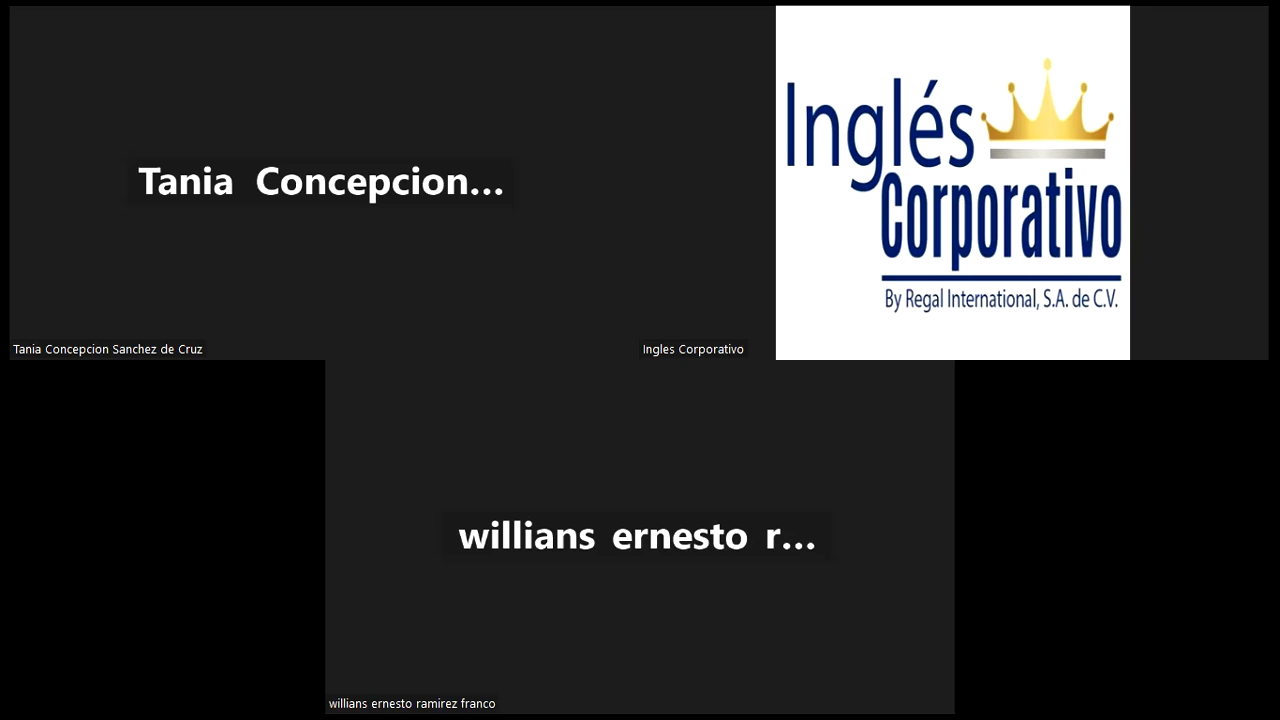 Tania Concepcion...
Tania Concepcion Sanchez de Cruz
Inglés
Corporativo
By Regal International, S.A. de C.V.
Ingles Corporativo
willians ernesto r...
willians ernesto ramirez franco